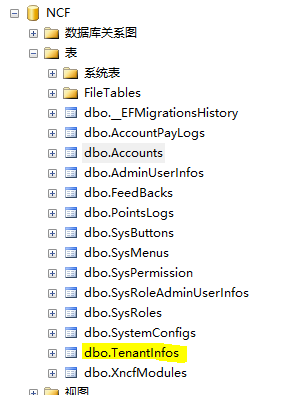 NCF
数据库关系图
表
系统表
FileTables
dbo.__EFMigrationsHistory
dbo.AccountPayLogs
dbo.Accounts
dbo.AdminUserInfos
dbo.FeedBacks
dbo.PointsLogs
dbo.SysButtons
dbo.SysMenus
dbo.SysPermission
dbo.SysRoleAdminUserInfos
dbo.SysRoles
dbo.SystemConfigs
dbo.TenantInfos
dbo.XncfModules
视图